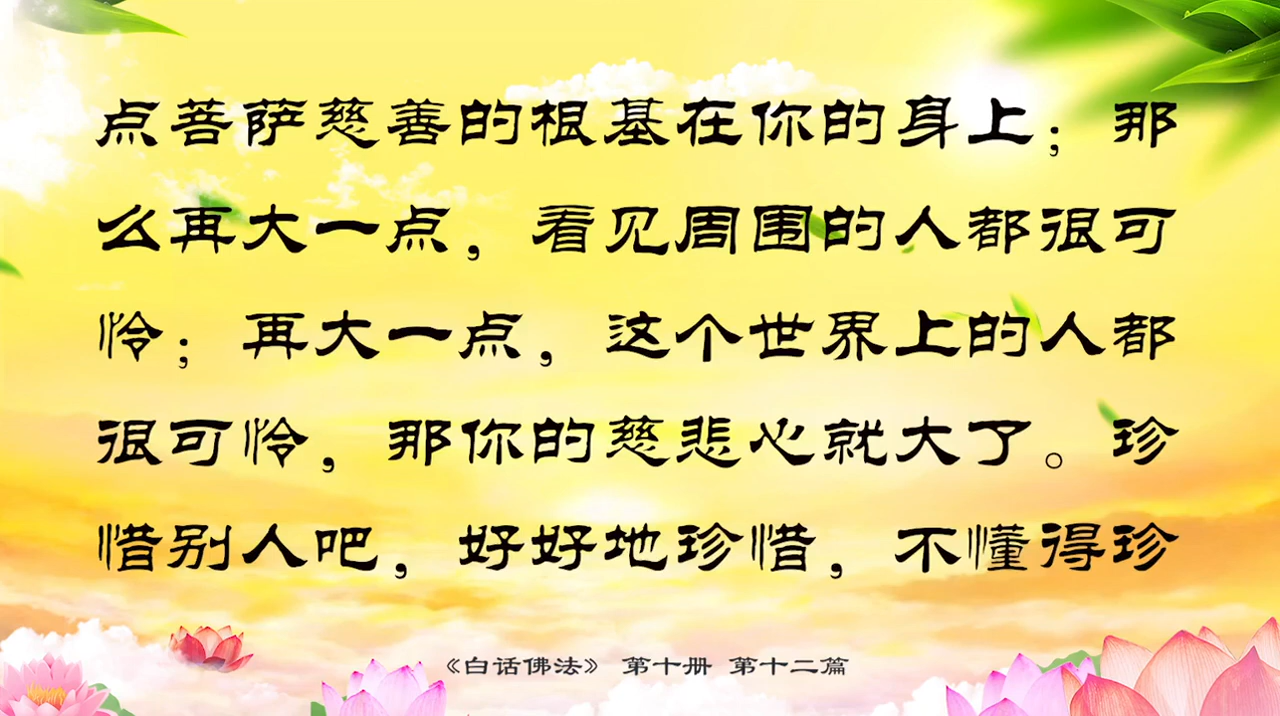 点菩萨慈善的根基在你的身上；那
么再大一点，看见周围的人都很可
怜；再大一点，这个世界上的人都
很可怜，那你的慈悲心就大了。珍
惜别人吧，好好地珍惜，不懂得珍
《白话佛法》 第十册 第十二篇